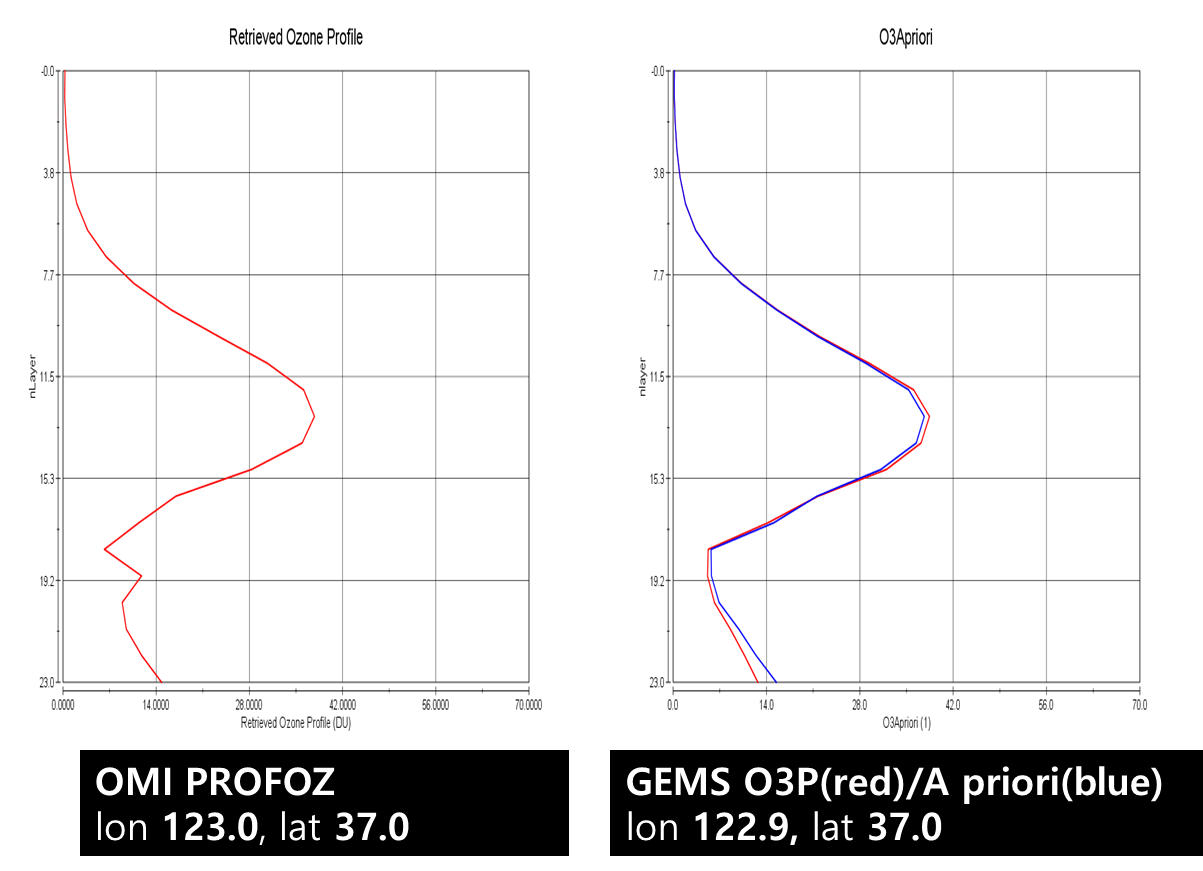 Retrieved Ozone Profile
-0.0
3.8
7.7
11.5
15.3
19.2
23.0
nLayer
0.0000 14.0000 28.0000 42.0000 56.0000 70.0000
Retrieved Ozone Profile (DU)
OMI PROFOZ
lon 123.0, lat 37.0
O3Apriori
-0.0
3.8
7.7
11.5
15.3
19.2
23.0
nlayer
0.0 14.0 28.0 42.0 56.0 70.0
O3Apriori (1)
GEMS O3P(red)/A priori(blue)
lon 122.9, lat 37.0